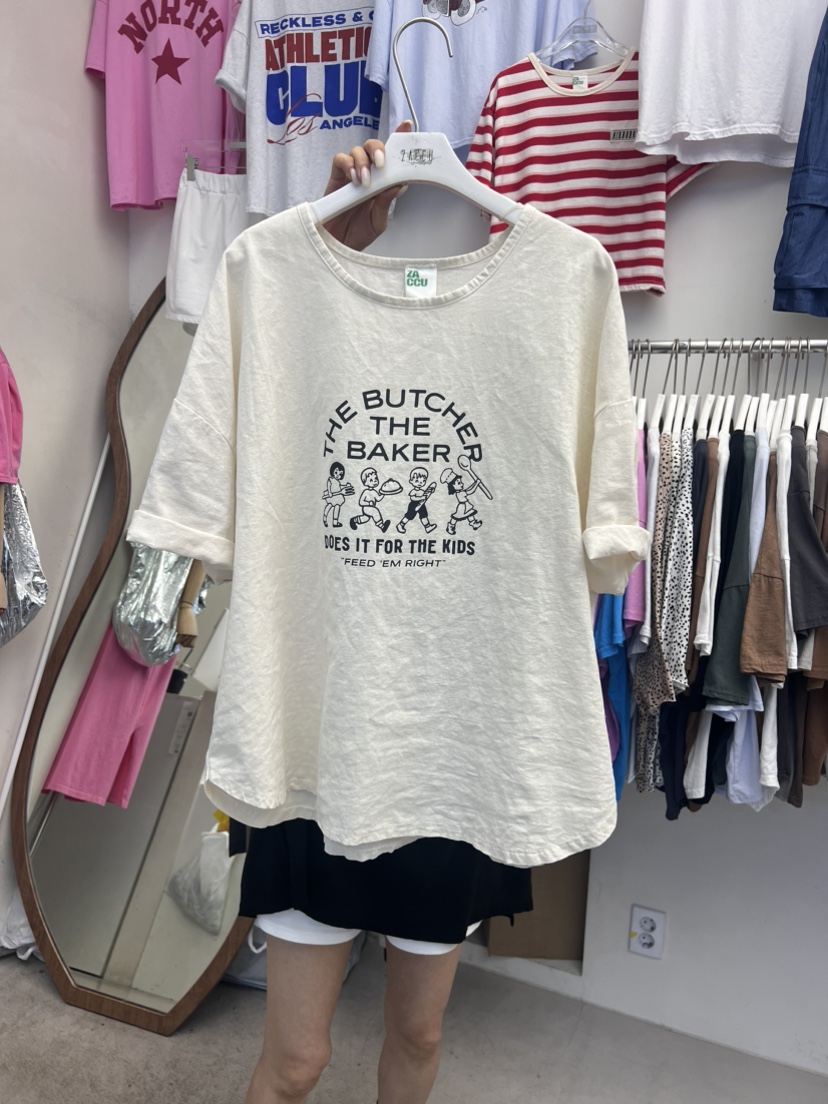 NORTH
RECKLESS &
ATHLETIC
CLUB
Los
ANGELE
ZA
CCU
THE BUTCHER
THE
BAKER
DOES IT FOR THE KIDS
"FEED 'EM RIGHT"